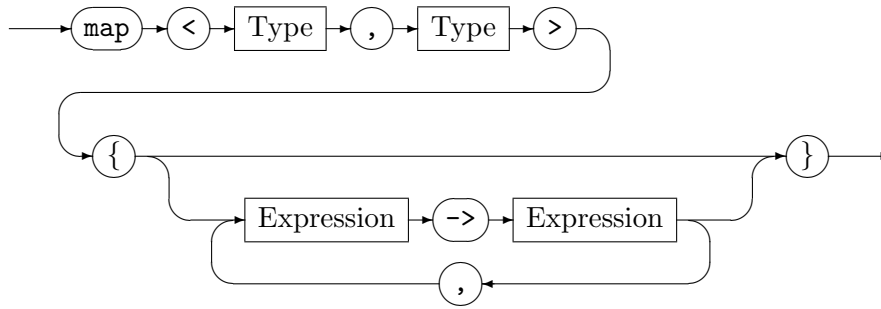 map < Type , Type >
{ }
Expression -> Expression
,